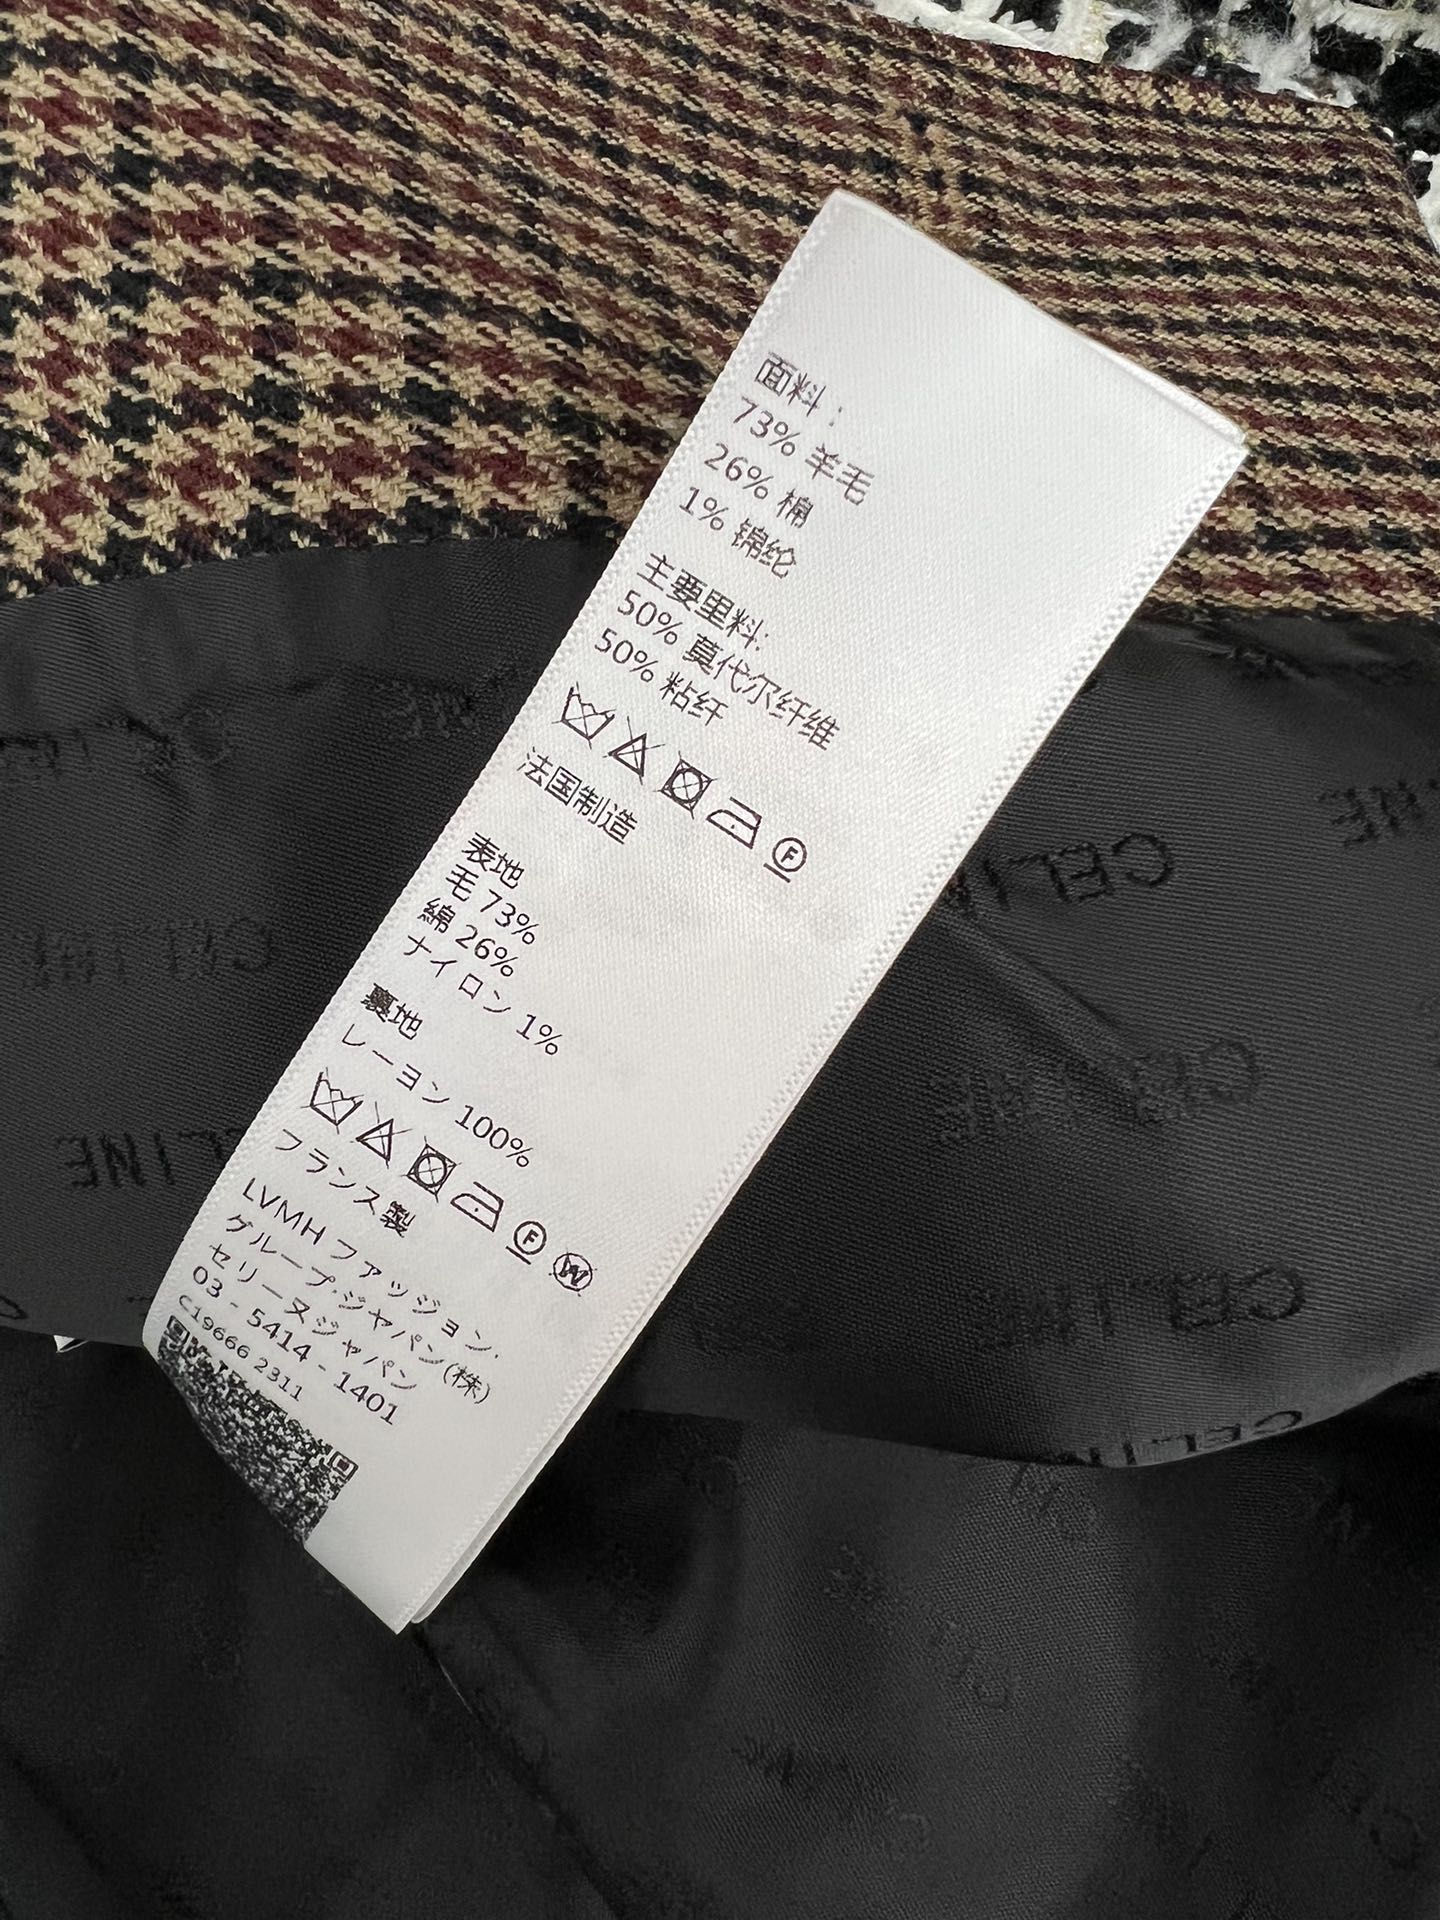 面料：
73% 羊毛
26% 棉
1% 锦纶
主要里料:
50% 莫代尔纤维
50% 粘纤
F
法国制造
表地
毛 73%
綿 26%
ナイロン 1%
裏地
レーヨン 100%
F W
フランス製
LVMH ファッション.
グループ.ジャパン(株)
セリーヌジャパン
03 - 5414 - 1401
C19666 2311
CELINE
CELINE
CELINE
CELINE
CELINE
CELINE